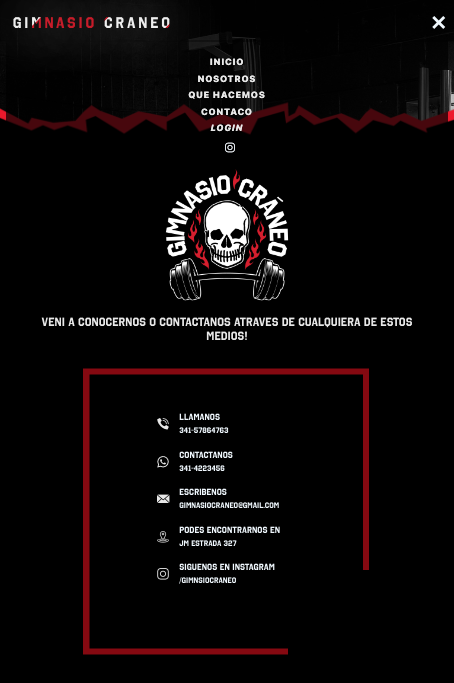 GIMNASIO CRANEO
INICIO
NOSOTROS
QUE HACEMOS
CONTACO
LOGIN
GIMNASIO CRÁNEO
VENI A CONOCERNOS O CONTACTANOS ATRAVES DE CUALQUIERA DE ESTOS
MEDIOS!
LLAMANOS
341-57864763
CONTACTANOS
341-4223456
ESCRIBENOS
GIMNASIOCRANEO@GMAIL.COM
PODES ENCONTRARNOS EN
JM ESTRADA 327
SIGUENOS EN INSTAGRAM
/GIMNSIOCRANEO